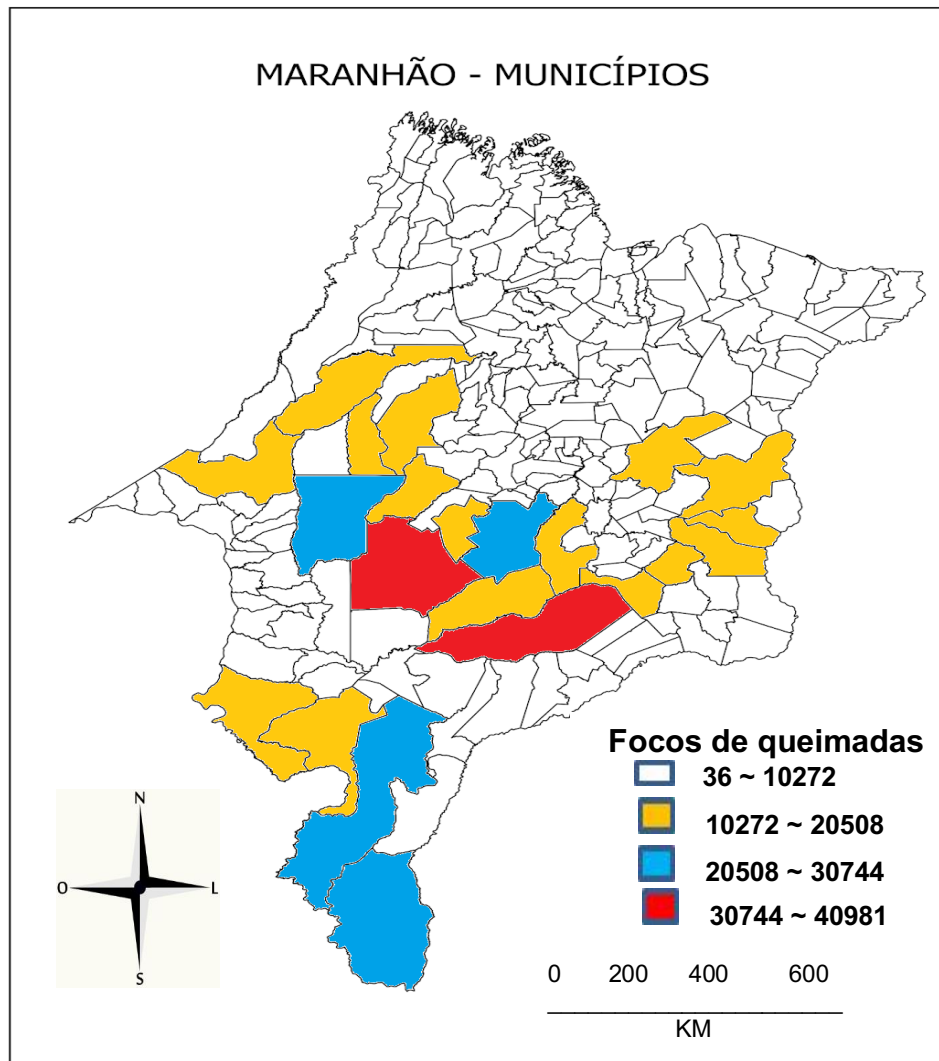 MARANHÃO - MUNICÍPIOS
Focos de queimadas
36 ~ 10272
10272 ~ 20508
20508 ~ 30744
30744 ~ 40981
N
O L
S
0 200 400 600
KM